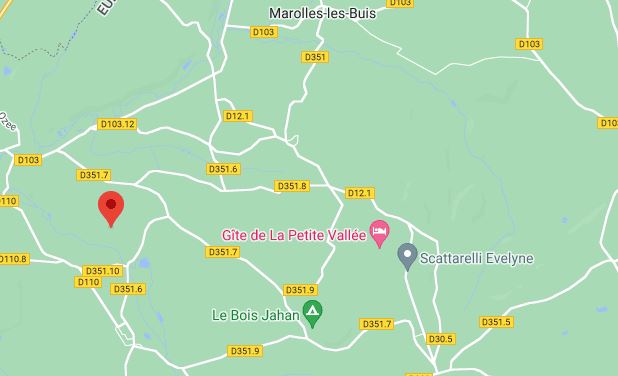 EU
Marolles-les-Buis
D103
D103
D351
Ozee
D12.1
D103.12
D10
D103
D351.7
D351.6
D351.8
D12.1
D110
Gîte de La Petite Vallée
D351.7
Scattarelli Evelyne
D110.8
D351.10
D110
D351.6
D351.9
Le Bois Jahan
D351.7
D351.5
D30.5
D351.9